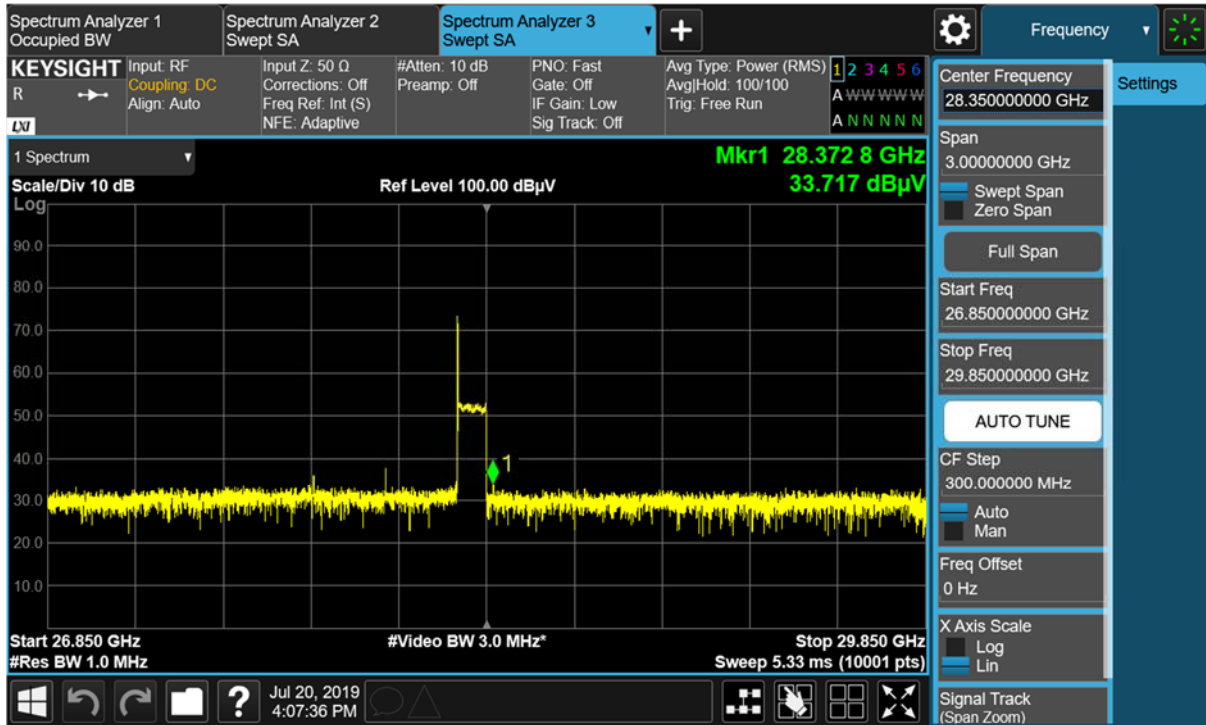 Spectrum Analyzer 1
Occupied BW
Spectrum Analyzer 2
Swept SA
Spectrum Analyzer 3
Swept SA
Frequency
KEYSIGHT
R
LXI
Input: RF
Coupling: DC
Align: Auto
Input Z: 50 Ω
Corrections: Off
Freq Ref: Int (S)
NFE: Adaptive
#Atten: 10 dB
Preamp: Off
PNO: Fast
Gate: Off
IF Gain: Low
Sig Track: Off
Avg Type: Power (RMS)
Avg|Hold: 100/100
Trig: Free Run
1 2 3 4 5 6
A W W W W W
A N N N N N
1 Spectrum
Scale/Div 10 dB
Ref Level 100.00 dBµV
Mkr1 28.372 8 GHz
33.717 dBµV
Log
90.0
80.0
70.0
60.0
50.0
40.0
30.0
20.0
10.0
1
Start 26.850 GHz
#Res BW 1.0 MHz
#Video BW 3.0 MHz*
Stop 29.850 GHz
Sweep 5.33 ms (10001 pts)
Settings
Center Frequency
28.350000000 GHz
Span
3.00000000 GHz
Swept Span
Zero Span
Full Span
Start Freq
26.850000000 GHz
Stop Freq
29.850000000 GHz
AUTO TUNE
CF Step
300.000000 MHz
Auto
Man
Freq Offset
0 Hz
X Axis Scale
Log
Lin
Signal Track
(Span Zoom)
?
Jul 20, 2019
4:07:36 PM